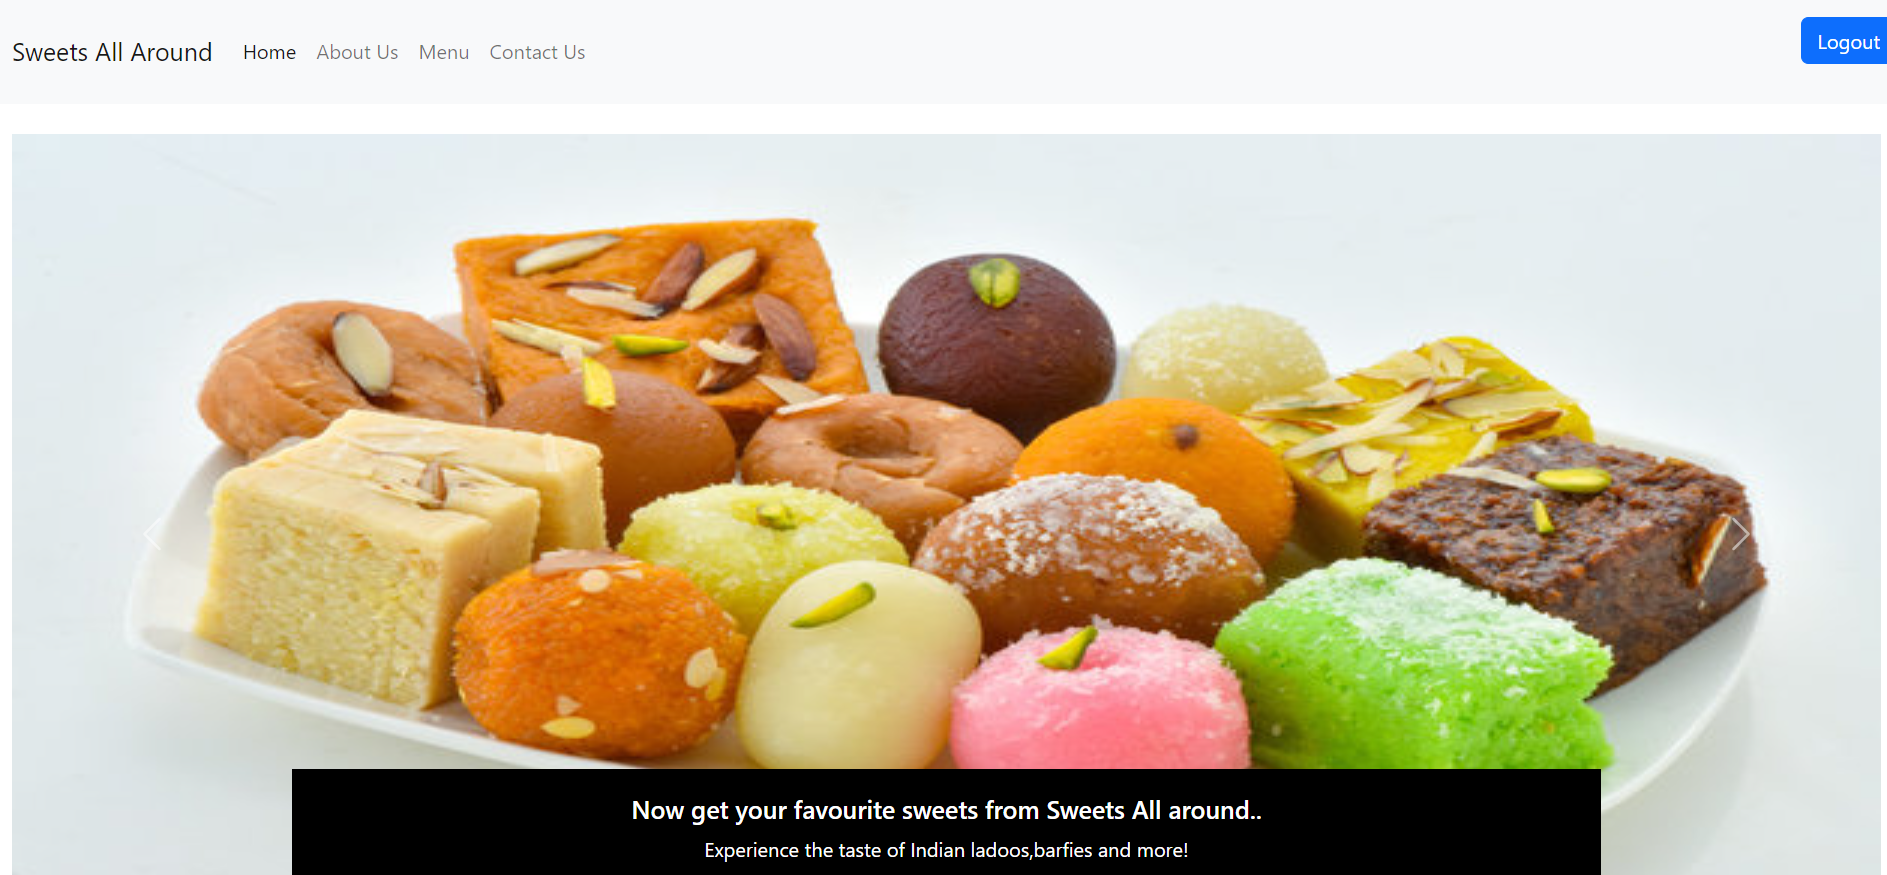 Sweets All Around Home About Us Menu Contact Us Logout
Now get your favourite sweets from Sweets All around..
Experience the taste of Indian ladoos,barfies and more!